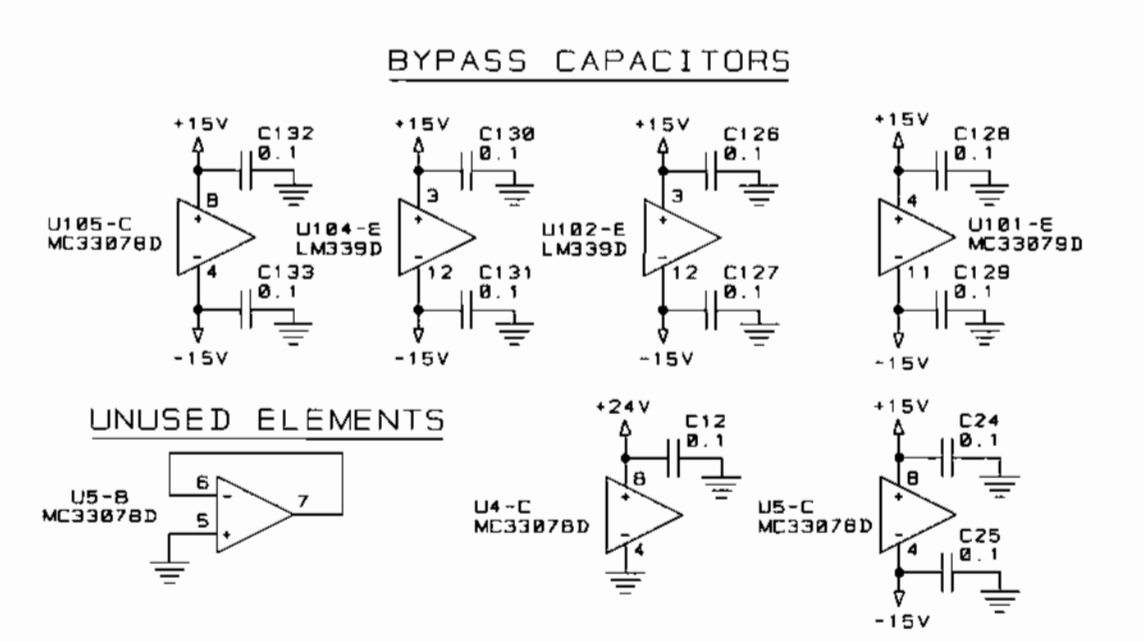 BYPASS CAPACITORS
+15V
C132
0.1
8
U105-C
MC33078D
+
-
4
C133
0.1
-15V
+15V
C130
0.1
3
U104-E
LM339D
+
-
12
C131
0.1
-15V
+15V
C126
0.1
3
U102-E
LM339D
+
-
12
C127
0.1
-15V
+15V
C128
0.1
4
U101-E
MC33079D
+
-
11
C129
0.1
-15V
UNUSED ELEMENTS
6
-
U5-B
MC33078D
7
5
+
+24V
C12
0.1
8
+
U4-C
MC33078D
-
4
+15V
C24
0.1
8
+
U5-C
MC33078D
-
4
C25
0.1
-15V